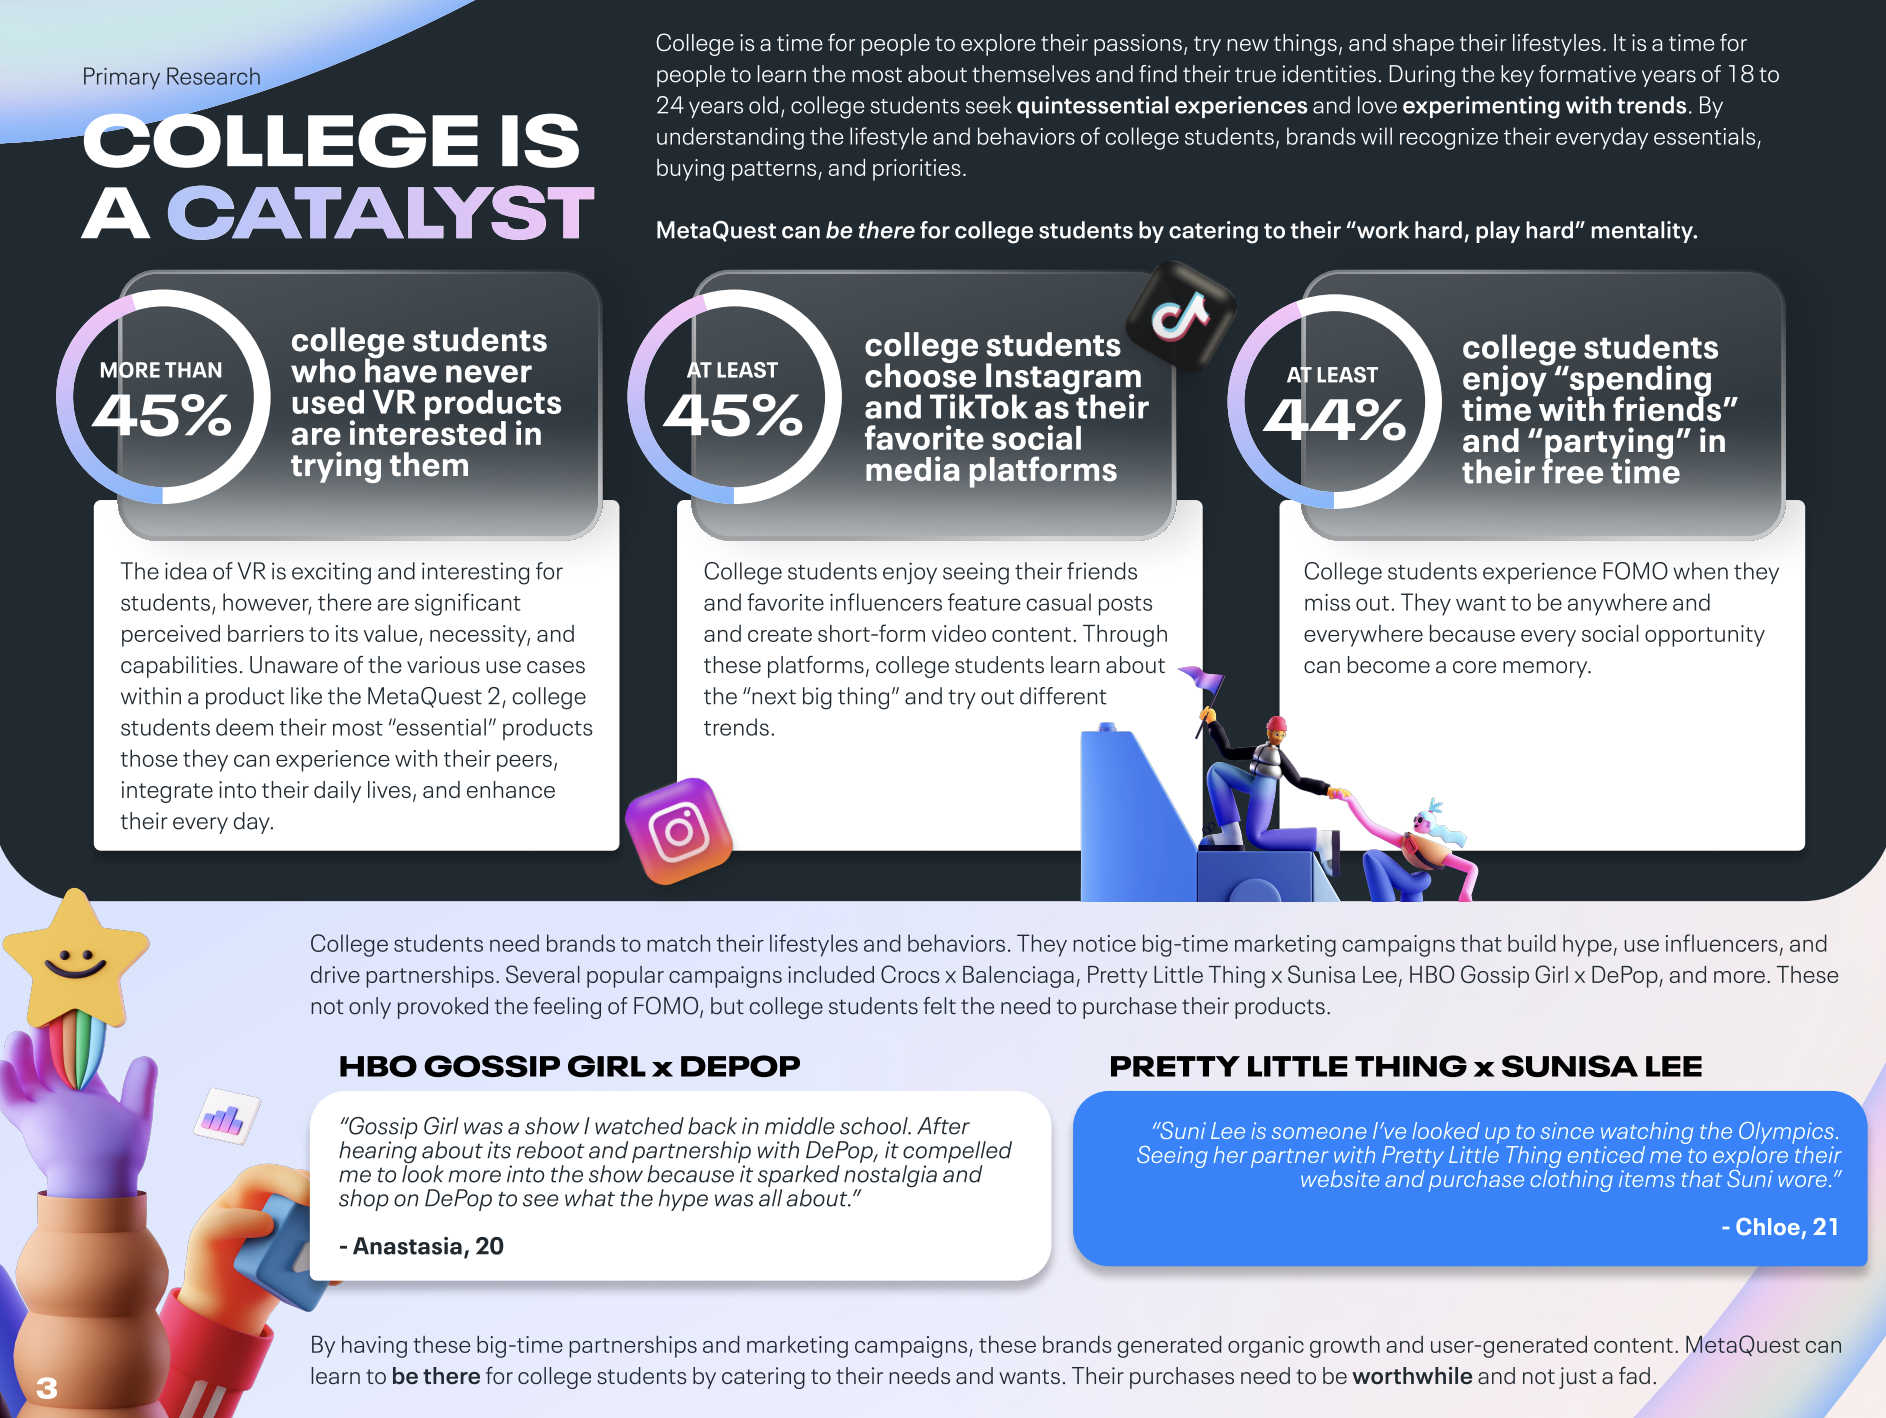 Primary Research
COLLEGE IS
A CATALYST
College is a time for people to explore their passions, try new things, and shape their lifestyles. It is a time for
people to learn the most about themselves and find their true identities. During the key formative years of 18 to
24 years old, college students seek quintessential experiences and love experimenting with trends. By
understanding the lifestyle and behaviors of college students, brands will recognize their everyday essentials,
buying patterns, and priorities.
MetaQuest can be there for college students by catering to their “work hard, play hard” mentality.
MORE THAN
45%
college students
who have never
used VR products
are interested in
trying them
The idea of VR is exciting and interesting for
students, however, there are significant
perceived barriers to its value, necessity, and
capabilities. Unaware of the various use cases
within a product like the MetaQuest 2, college
students deem their most “essential” products
those they can experience with their peers,
integrate into their daily lives, and enhance
their every day.
AT LEAST
45%
college students
choose Instagram
and TikTok as their
favorite social
media platforms
College students enjoy seeing their friends
and favorite influencers feature casual posts
and create short-form video content. Through
these platforms, college students learn about
the “next big thing” and try out different
trends.
AT LEAST
44%
college students
enjoy “spending
time with friends”
and “partying” in
their free time
College students experience FOMO when they
miss out. They want to be anywhere and
everywhere because every social opportunity
can become a core memory.
College students need brands to match their lifestyles and behaviors. They notice big-time marketing campaigns that build hype, use influencers, and
drive partnerships. Several popular campaigns included Crocs x Balenciaga, Pretty Little Thing x Sunisa Lee, HBO Gossip Girl x DePop, and more. These
not only provoked the feeling of FOMO, but college students felt the need to purchase their products.
HBO GOSSIP GIRL x DEPOP
“Gossip Girl was a show I watched back in middle school. After
hearing about its reboot and partnership with DePop, it compelled
me to look more into the show because it sparked nostalgia and
shop on DePop to see what the hype was all about.”
- Anastasia, 20
PRETTY LITTLE THING x SUNISA LEE
“Suni Lee is someone I’ve looked up to since watching the Olympics.
Seeing her partner with Pretty Little Thing enticed me to explore their
website and purchase clothing items that Suni wore.”
- Chloe, 21
By having these big-time partnerships and marketing campaigns, these brands generated organic growth and user-generated content. MetaQuest can
learn to be there for college students by catering to their needs and wants. Their purchases need to be worthwhile and not just a fad.
3